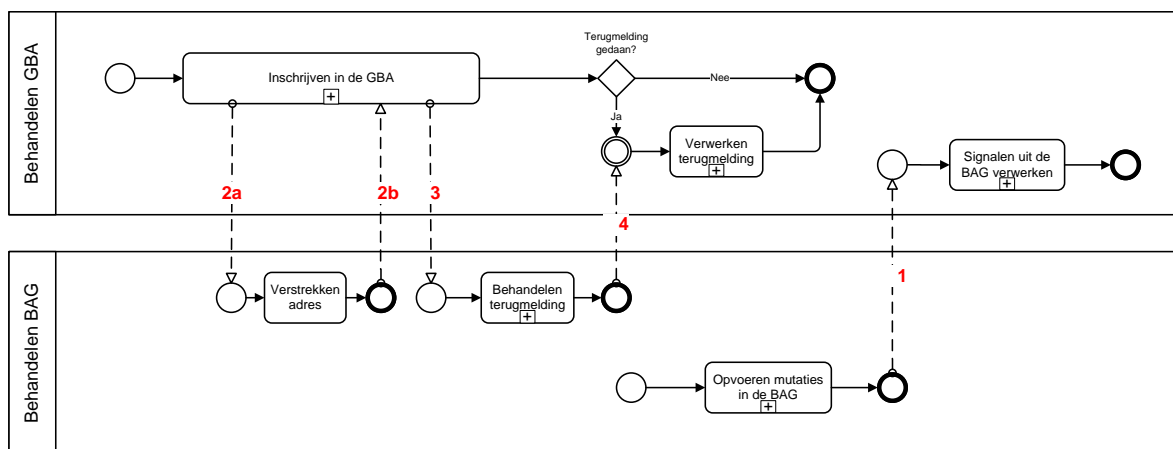 Behandelen GBA
Terugmelding
gedaan?
Inschrijven in de GBA
Nee
Ja
Verwerken
terugmelding
Signalen uit de
BAG verwerken
2a
2b
3
4
1
Behandelen BAG
Verstrekken
adres
Behandelen
terugmelding
Opvoeren mutaties
in de BAG